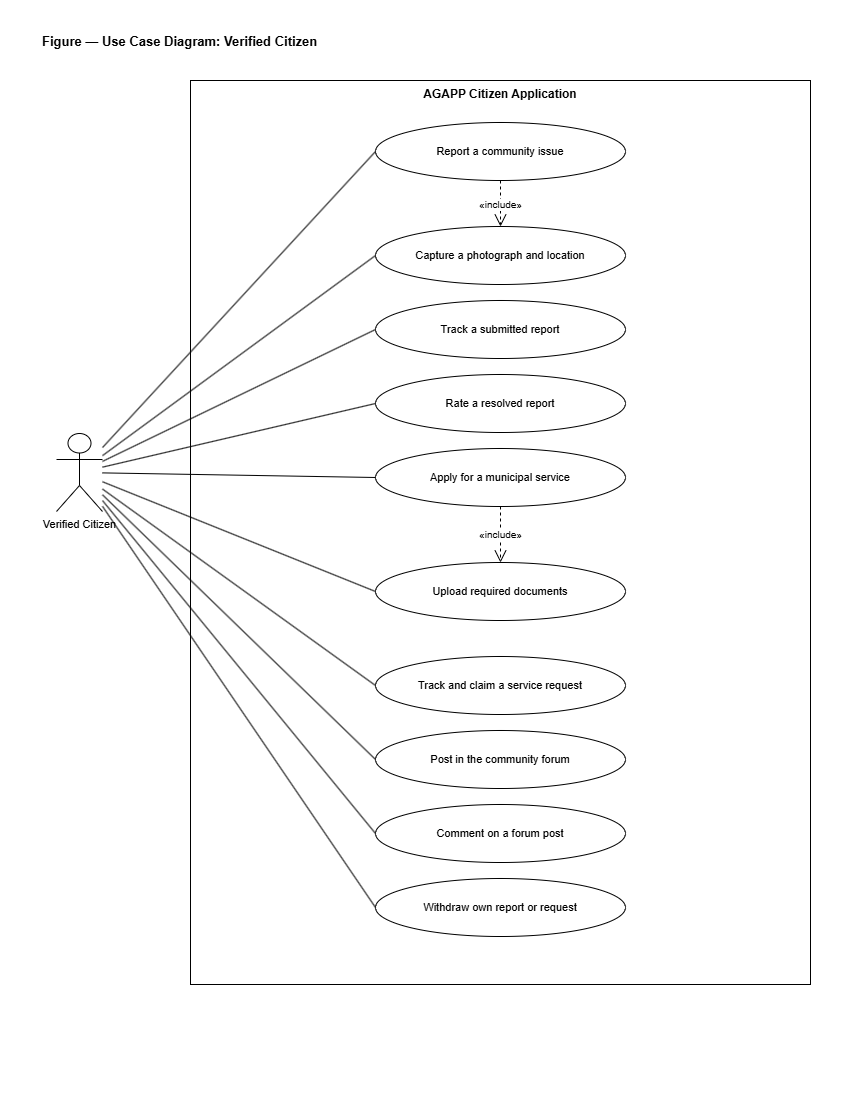 Figure — Use Case Diagram: Verified Citizen
AGAPP Citizen Application
Report a community issue
«include»
Capture a photograph and location
Track a submitted report
Rate a resolved report
Apply for a municipal service
Verified Citizen
«include»
Upload required documents
Track and claim a service request
Post in the community forum
Comment on a forum post
Withdraw own report or request